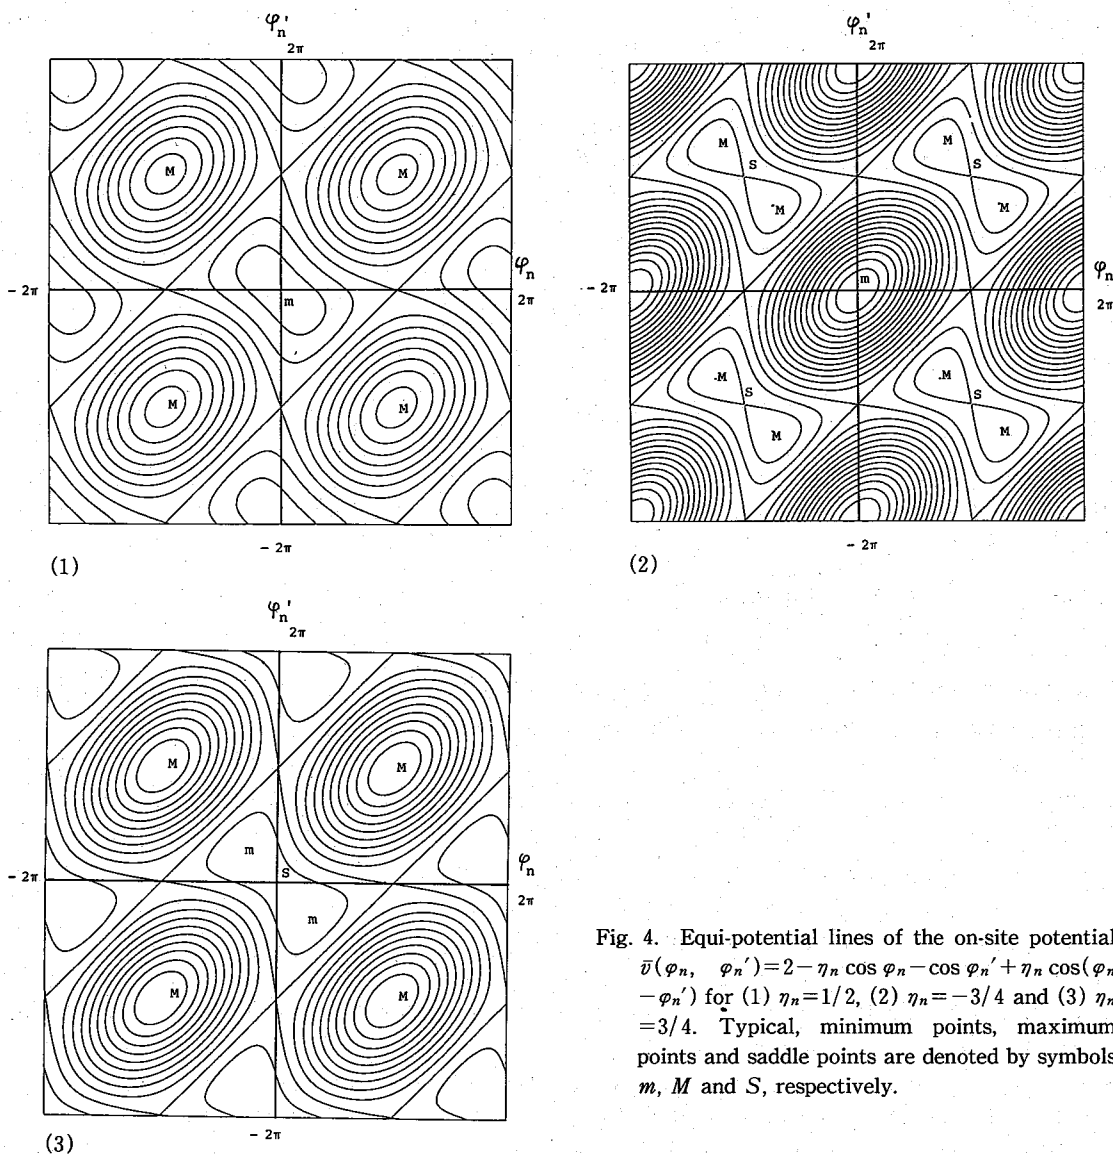 φn'
2π
M
M
φn
- 2π
m
2π
M
M
- 2π
(1)
φn'
2π
M
M
S
S
M
M
φn
- 2π
m
2π
M
M
S
S
M
M
- 2π
(2)
φn'
2π
M
M
m
S
φn
- 2π
2π
m
M
M
- 2π
(3)
Fig. 4. Equi-potential lines of the on-site potential
v̄(φn, φn')=2−ηn cos φn−cos φn'+ηn cos(φn
−φn') for (1) ηn=1/2, (2) ηn=−3/4 and (3) ηn
=3/4. Typical, minimum points, maximum
points and saddle points are denoted by symbols
m, M and S, respectively.